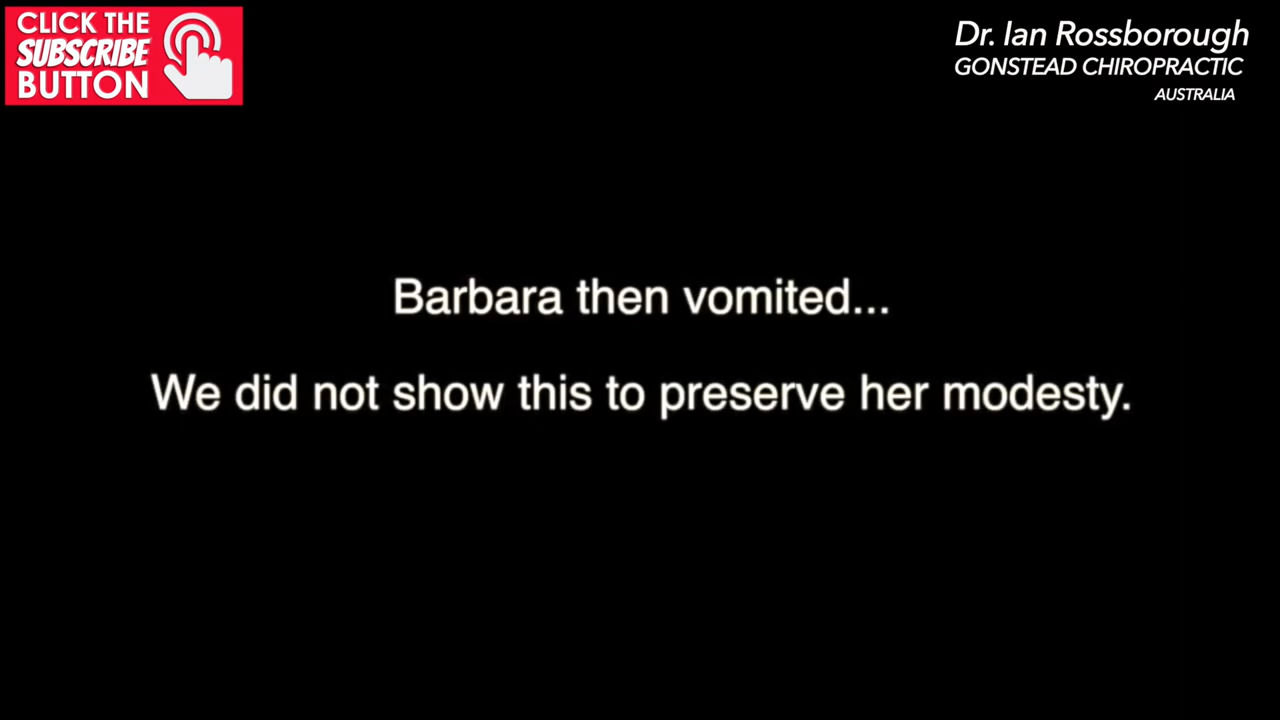 CLICK THE
SUBSCRIBE
BUTTON
Dr. Ian Rossborough
GONSTEAD CHIROPRACTIC
AUSTRALIA
Barbara then vomited...
We did not show this to preserve her modesty.